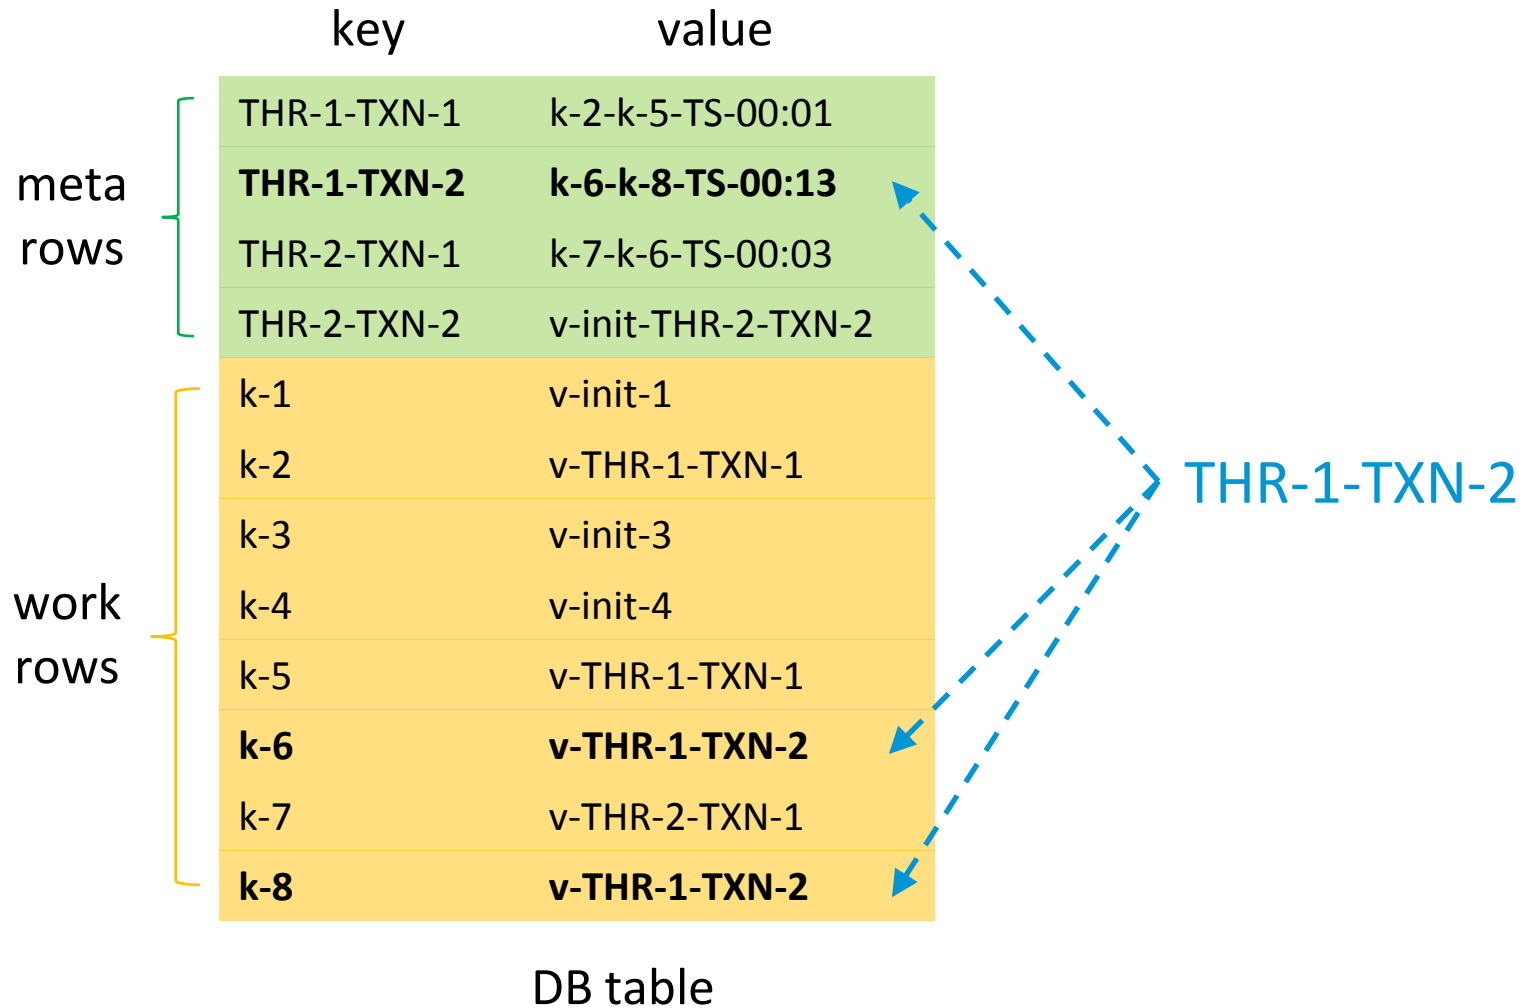 key value
THR-1-TXN-1 k-2-k-5-TS-00:01
THR-1-TXN-2 k-6-k-8-TS-00:13
meta
rows
THR-2-TXN-1 k-7-k-6-TS-00:03
THR-2-TXN-2 v-init-THR-2-TXN-2
k-1 v-init-1
k-2 v-THR-1-TXN-1
THR-1-TXN-2
k-3 v-init-3
k-4 v-init-4
work
rows
k-5 v-THR-1-TXN-1
k-6 v-THR-1-TXN-2
k-7 v-THR-2-TXN-1
k-8 v-THR-1-TXN-2
DB table